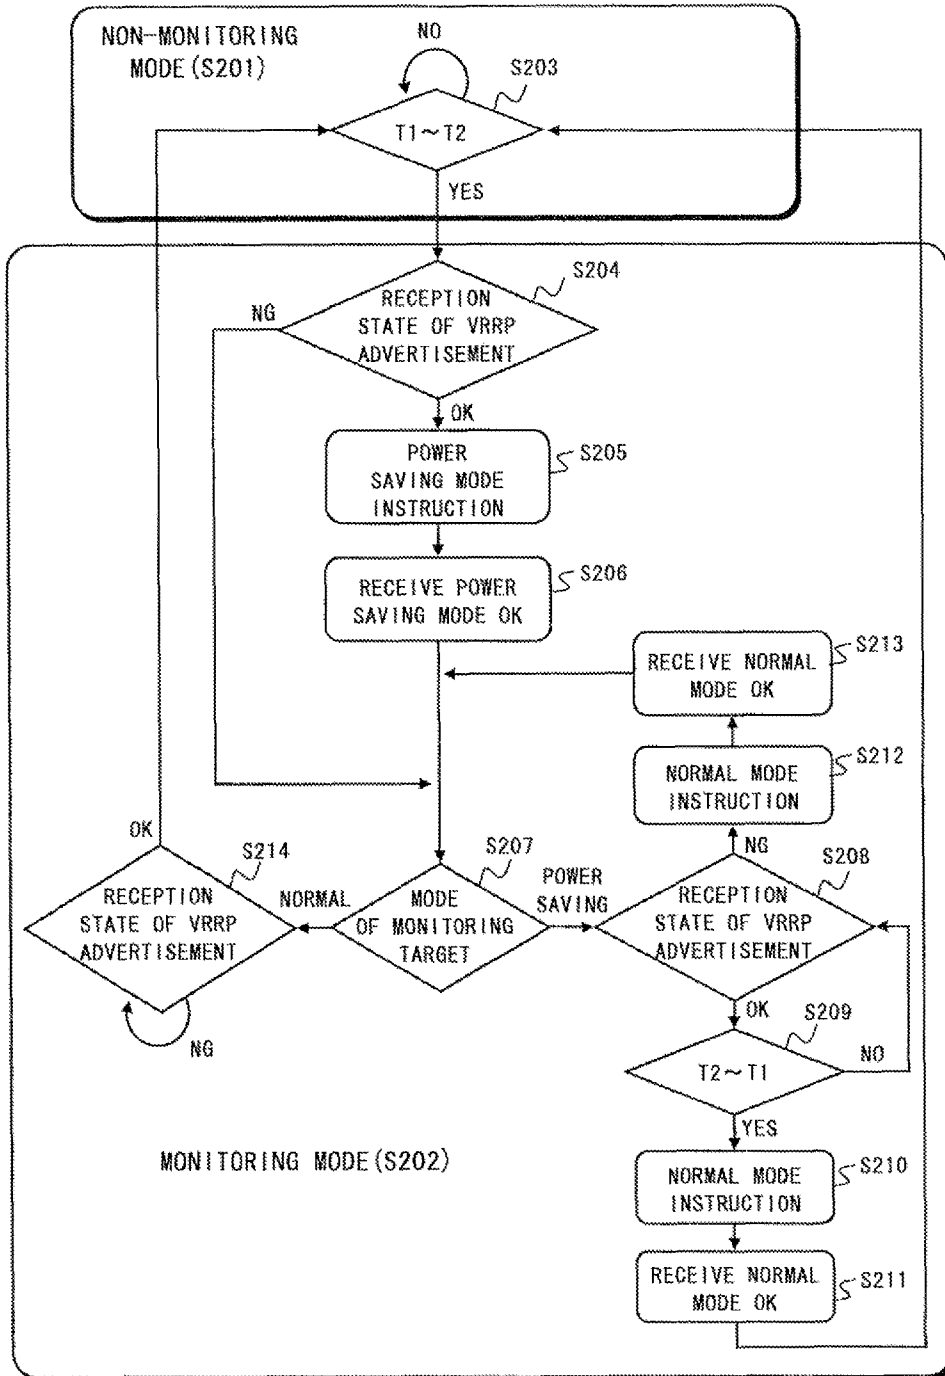 NON-MONITORING
MODE(S201)
NO
S203
T1~T2
YES
S204
NG
RECEPTION
STATE OF VRRP
ADVERTISEMENT
OK
POWER
SAVING MODE
INSTRUCTION
S205
RECEIVE POWER
SAVING MODE OK
S206
RECEIVE NORMAL
MODE OK
S213
NORMAL MODE
INSTRUCTION
S212
OK
S214
RECEPTION
STATE OF VRRP
ADVERTISEMENT
NG
NORMAL
S207
MODE
OF MONITORING
TARGET
POWER
SAVING
NG
S208
RECEPTION
STATE OF VRRP
ADVERTISEMENT
OK
S209
T2~T1
NO
YES
MONITORING MODE(S202)
NORMAL MODE
INSTRUCTION
S210
RECEIVE NORMAL
MODE OK
S211